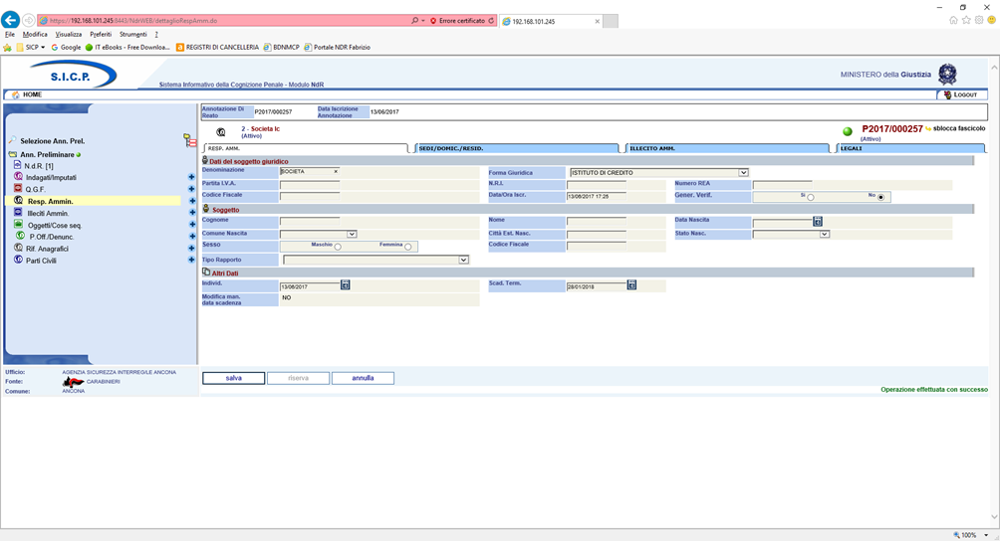 https://192.168.101.245:8443/NdrWEB/dettaglioRespAmm.do
Errore certificato
192.168.101.245
File Modifica Visualizza Preferiti Strumenti ?
SICP Google IT eBooks - Free Downloa... REGISTRI DI CANCELLERIA BDNMCP Portale NDR Fabrizio
S.I.C.P.
Sistema Informativo della Cognizione Penale - Modulo NdR
MINISTERO della Giustizia
HOME
LOGOUT
Selezione Ann. Prel.
Ann. Preliminare
N.d.R. [1]
Indagati/Imputati
Q.G.F.
Resp. Ammin.
Illeciti Ammin.
Oggetti/Cose seq.
P.Off./Denunc.
Rif. Anagrafici
Parti Civili
Annotazione Di Reato P2017/000257 Data Iscrizione Annotazione 13/06/2017
2 - Societa Ic
(Attivo)
P2017/000257 sblocca fascicolo
(Attivo)
RESP. AMM. SEDI/DOMIC./RESID. ILLECITO AMM. LEGALI
Dati del soggetto giuridico
Denominazione SOCIETA × Forma Giuridica ISTITUTO DI CREDITO
Partita I.V.A. N.R.I. Numero REA
Codice Fiscale Data/Ora Iscr. 13/06/2017 17:25 Gener. Verif. Si No
Soggetto
Cognome Nome Data Nascita
Comune Nascita Città Est. Nasc. Stato Nasc.
Sesso Maschio Femmina Codice Fiscale
Tipo Rapporto
Altri Dati
Individ. 13/06/2017 Scad. Term. 28/01/2018
Modifica man. data scadenza NO
salva riserva annulla
Operazione effettuata con successo
Ufficio: AGENZIA SICUREZZA INTERREG/LE ANCONA
Fonte: CARABINIERI
Comune: ANCONA
100%